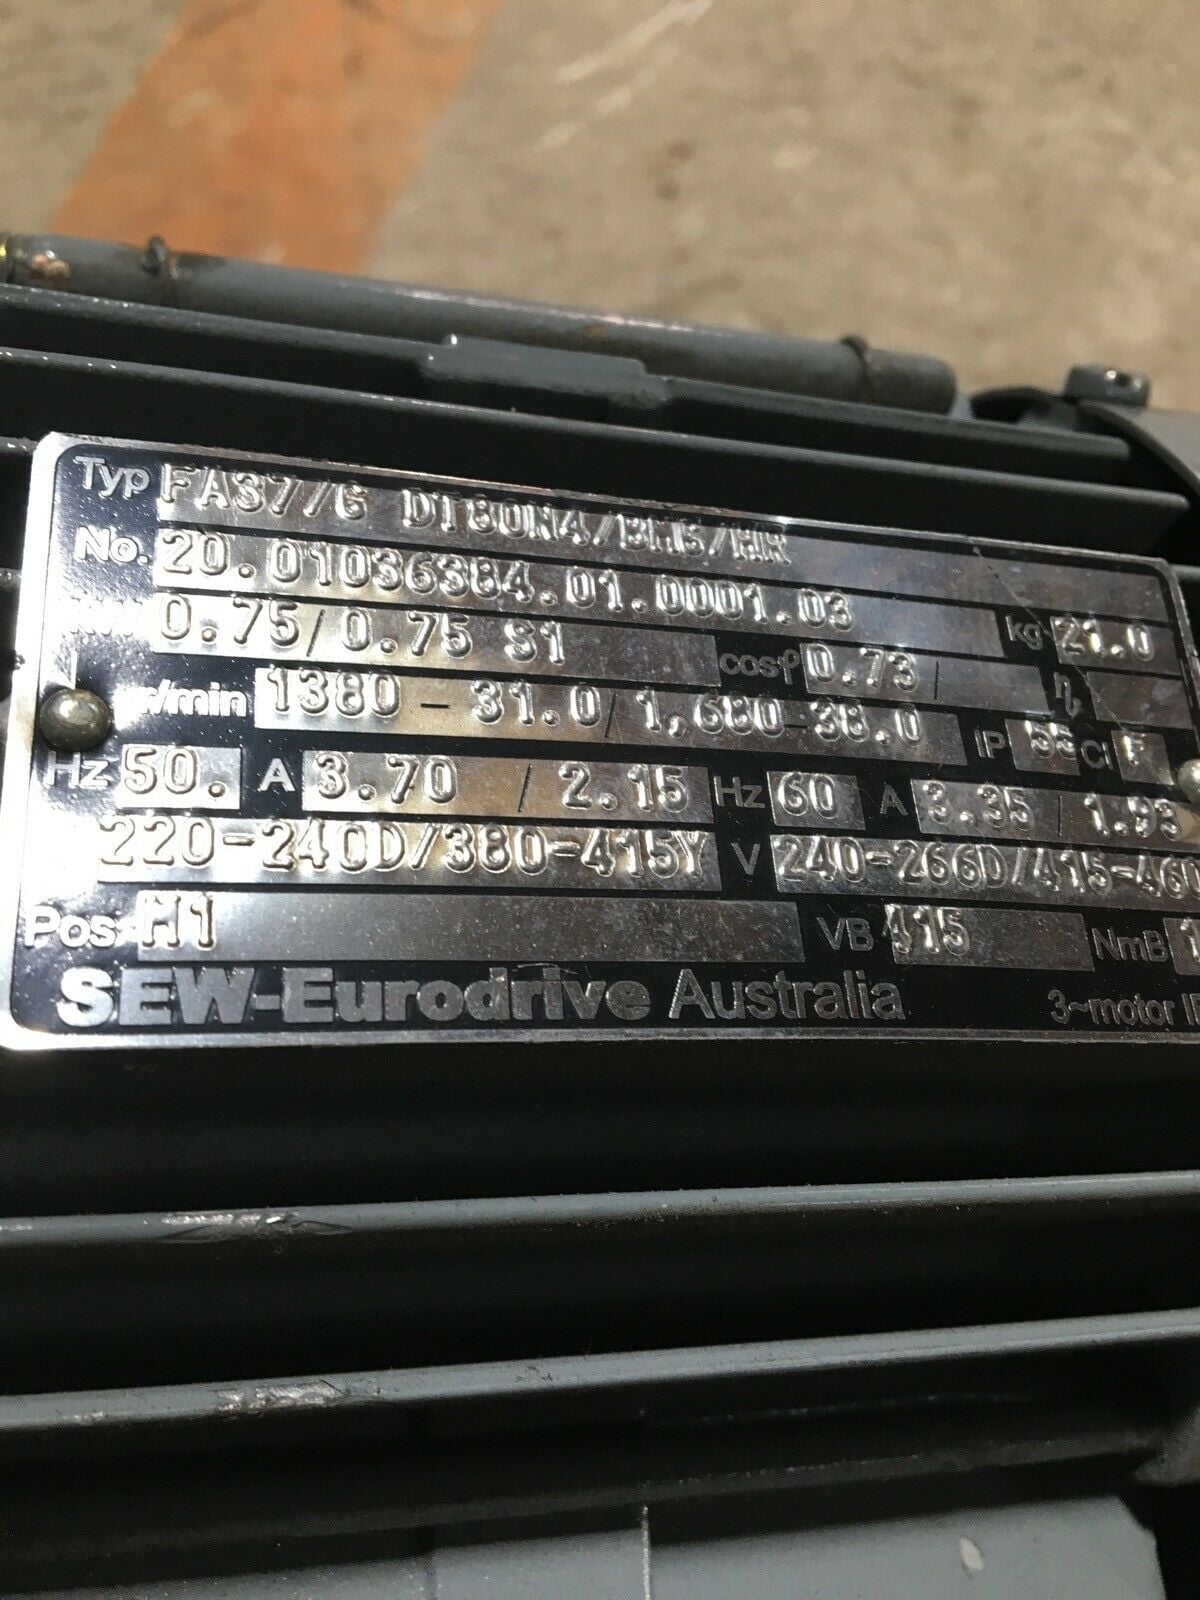 Typ FA37//G DT80N4/BMG/HR
No. 20.01036384.01.0001.03
kW 0.75/0.75 S1 cosφ 0.73/ kg 21.0
r/min 1380-31.0/1,680-38.0 η
Hz 50. A 3.70 / 2.15 Hz 60 A 3.35 / 1.93 IP 55 Cl F
220-240D/380-415Y V 240-266D/415-460
Pos. H1 VB 415 NmB
SEW-Eurodrive Australia 3~motor